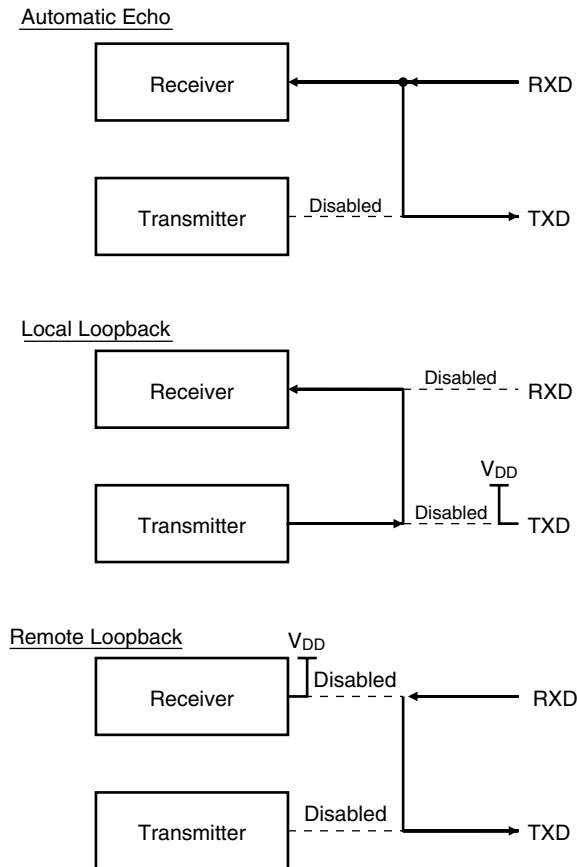 Automatic Echo
Receiver
RXD
Transmitter
Disabled
TXD
Local Loopback
Receiver
Disabled
RXD
VDD
Transmitter
Disabled
TXD
Remote Loopback
VDD
Receiver
Disabled
RXD
Transmitter
Disabled
TXD